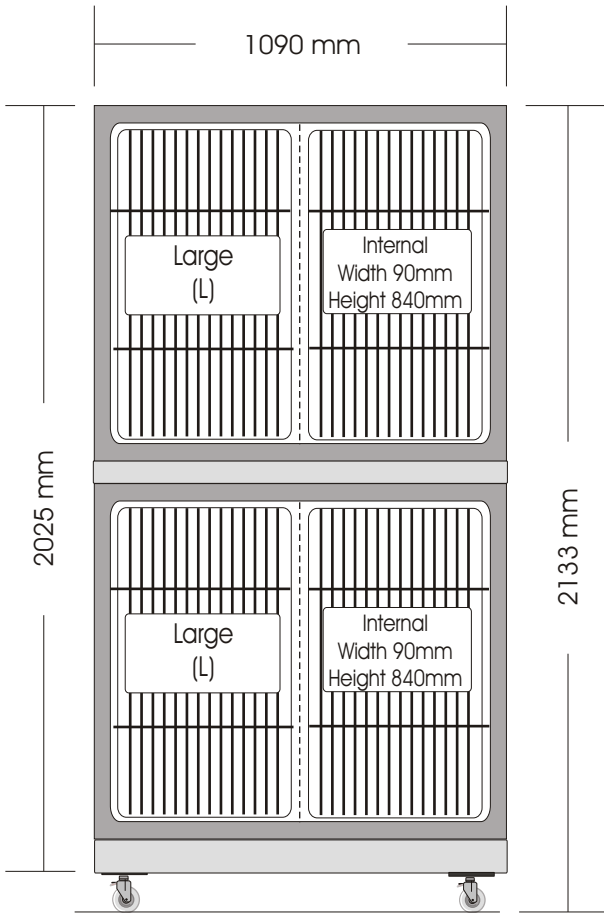 1090 mm
Large
(L)
Internal
Width 90mm
Height 840mm
2025 mm
2133 mm
Large
(L)
Internal
Width 90mm
Height 840mm